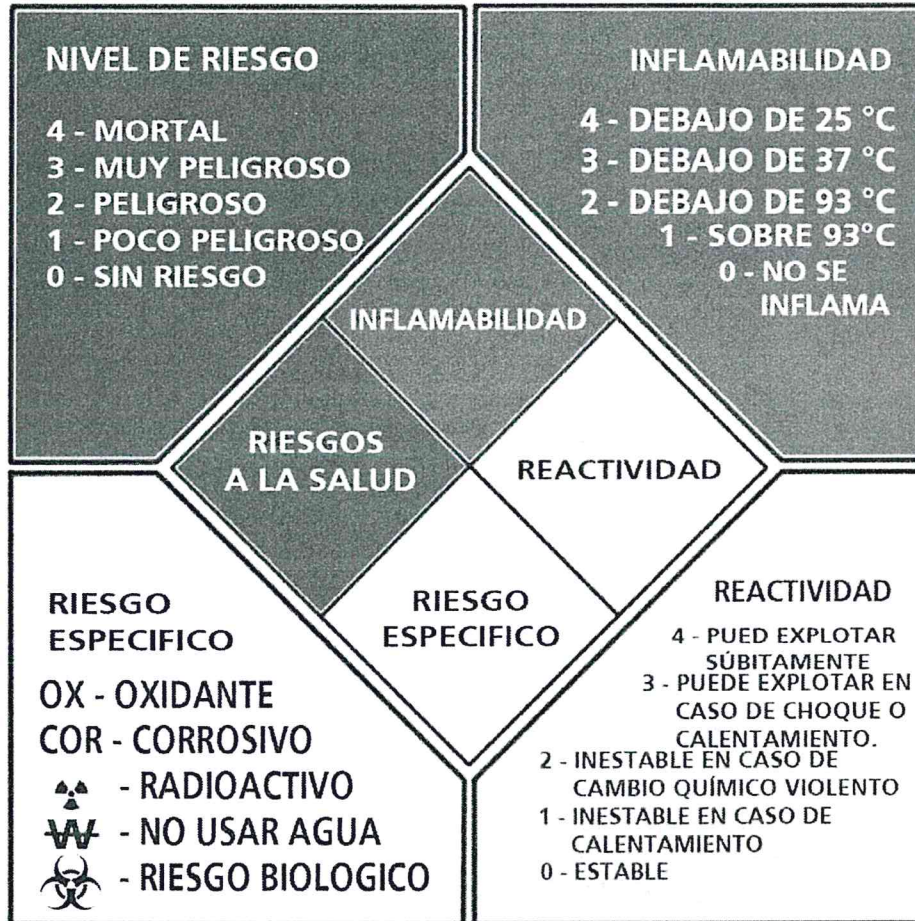 NIVEL DE RIESGO
4 - MORTAL
3 - MUY PELIGROSO
2 - PELIGROSO
1 - POCO PELIGROSO
0 - SIN RIESGO
INFLAMABILIDAD
4 - DEBAJO DE 25 °C
3 - DEBAJO DE 37 °C
2 - DEBAJO DE 93 °C
1 - SOBRE 93°C
0 - NO SE
INFLAMA
INFLAMABILIDAD
RIESGOS
A LA SALUD
REACTIVIDAD
RIESGO
ESPECIFICO
RIESGO
ESPECIFICO
OX - OXIDANTE
COR - CORROSIVO
- RADIOACTIVO
W - NO USAR AGUA
- RIESGO BIOLOGICO
REACTIVIDAD
4 - PUED EXPLOTAR
SÚBITAMENTE
3 - PUEDE EXPLOTAR EN
CASO DE CHOQUE O
CALENTAMIENTO.
2 - INESTABLE EN CASO DE
CAMBIO QUÍMICO VIOLENTO
1 - INESTABLE EN CASO DE
CALENTAMIENTO
0 - ESTABLE